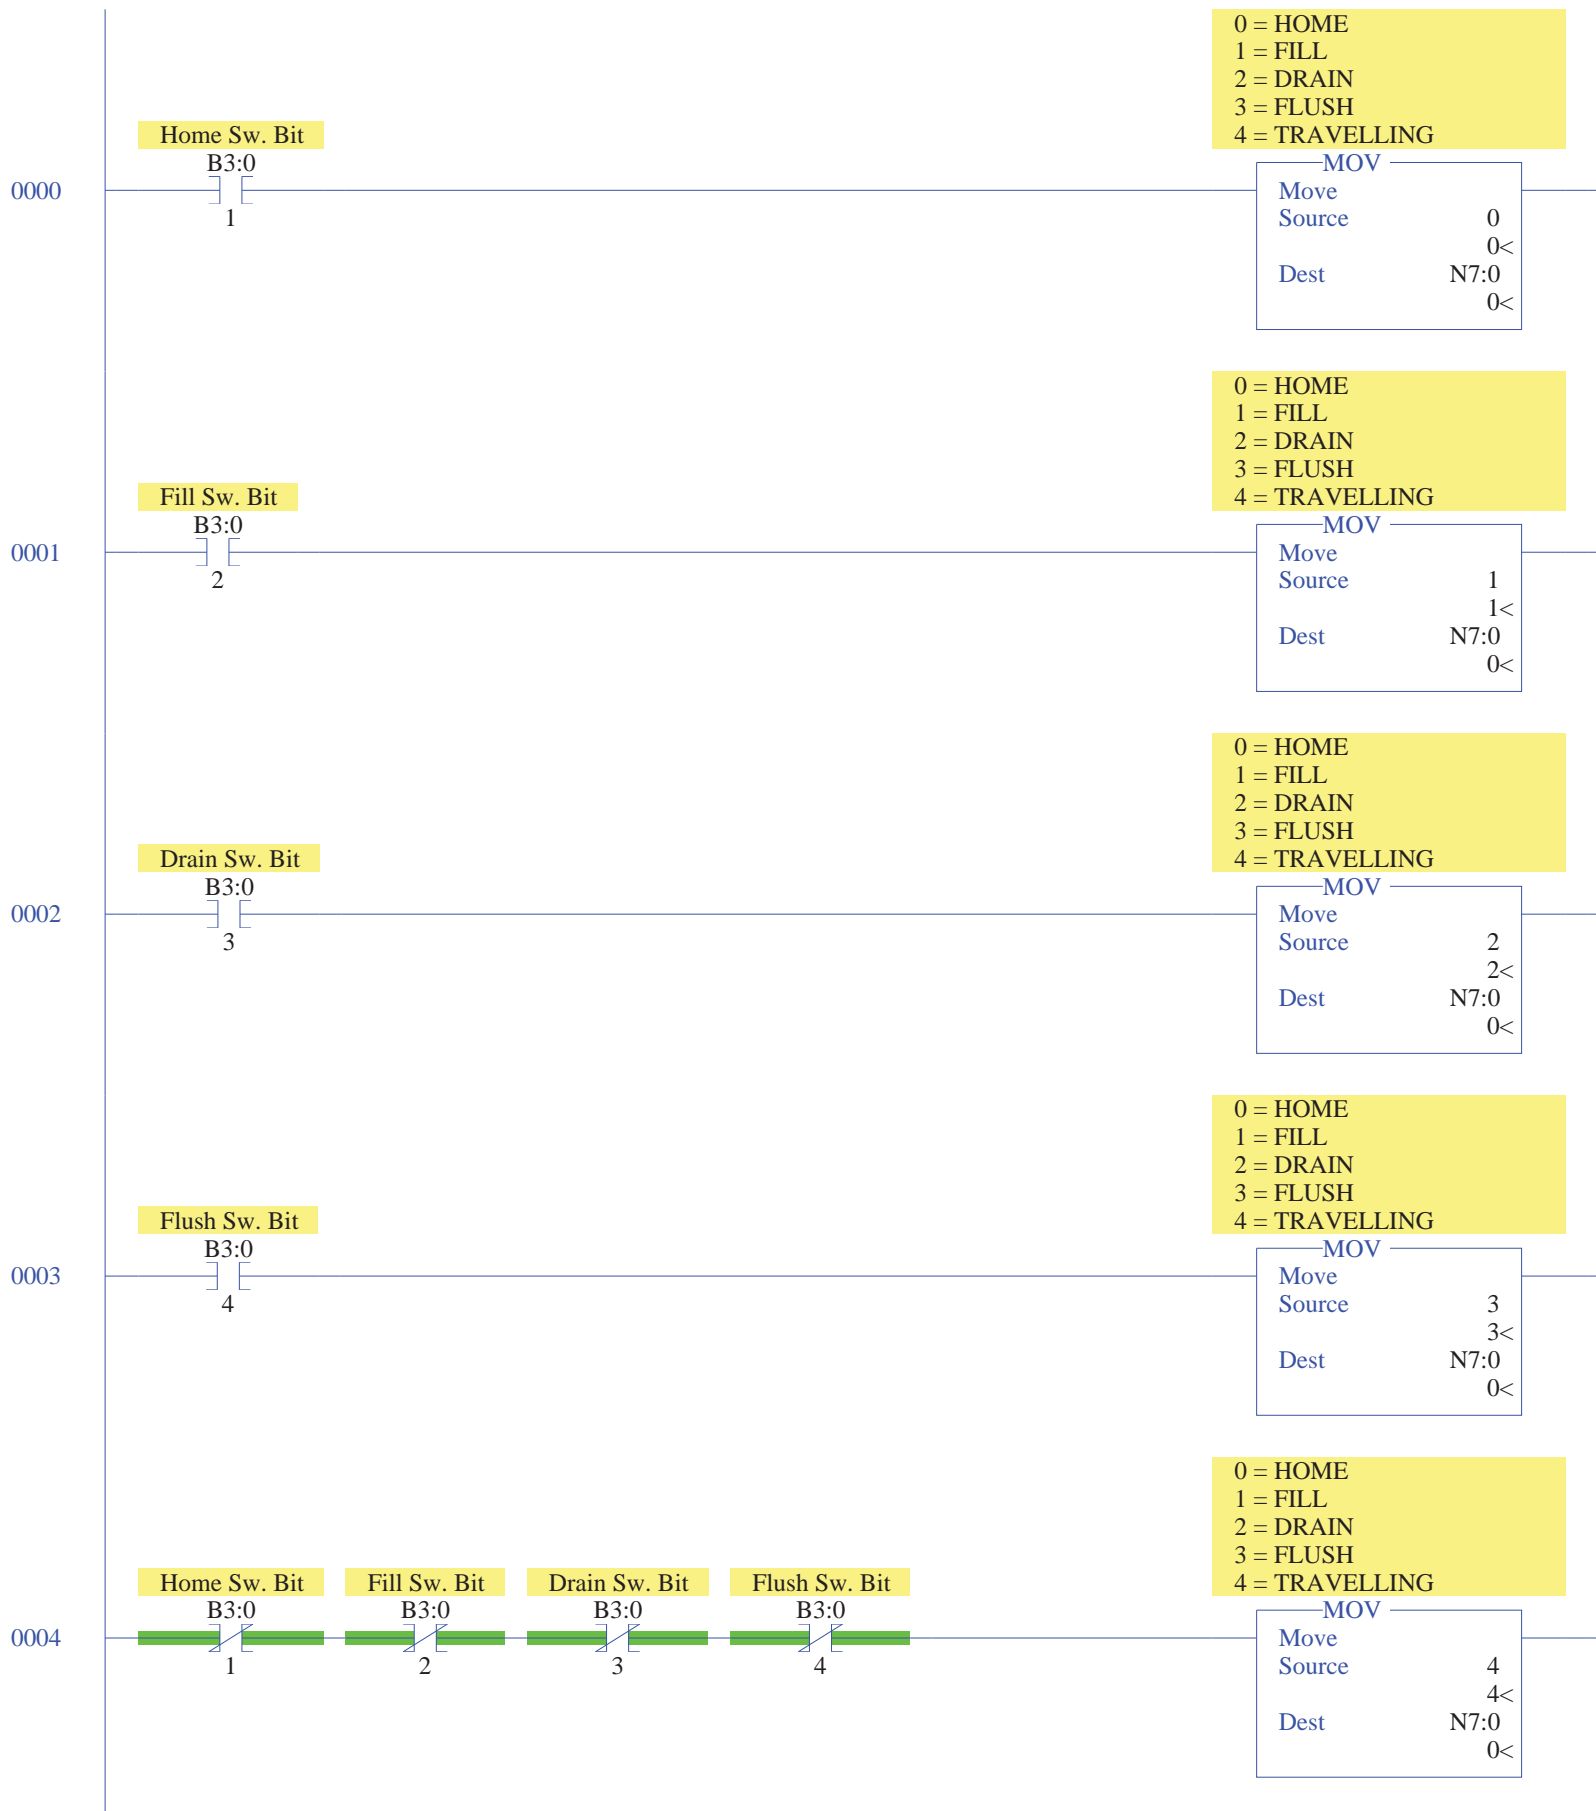 0 = HOME
1 = FILL
2 = DRAIN
3 = FLUSH
4 = TRAVELLING
Home Sw. Bit
B3:0
1
0000
MOV
Move
Source 0
0<
Dest N7:0
0<
0 = HOME
1 = FILL
2 = DRAIN
3 = FLUSH
4 = TRAVELLING
Fill Sw. Bit
B3:0
2
0001
MOV
Move
Source 1
1<
Dest N7:0
0<
0 = HOME
1 = FILL
2 = DRAIN
3 = FLUSH
4 = TRAVELLING
Drain Sw. Bit
B3:0
3
0002
MOV
Move
Source 2
2<
Dest N7:0
0<
0 = HOME
1 = FILL
2 = DRAIN
3 = FLUSH
4 = TRAVELLING
Flush Sw. Bit
B3:0
4
0003
MOV
Move
Source 3
3<
Dest N7:0
0<
0 = HOME
1 = FILL
2 = DRAIN
3 = FLUSH
4 = TRAVELLING
Home Sw. Bit Fill Sw. Bit Drain Sw. Bit Flush Sw. Bit
B3:0 B3:0 B3:0 B3:0
0004
1 2 3 4
MOV
Move
Source 4
4<
Dest N7:0
0<